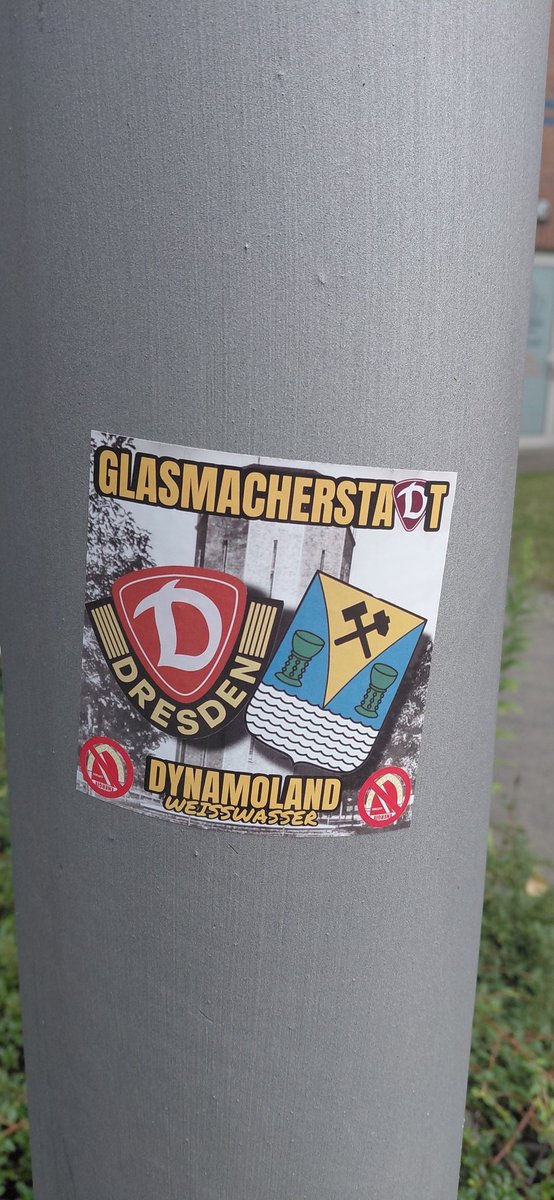 GLASMACHERSTADT
D
DRESDEN
DYNAMOLAND
WEISSWASSER